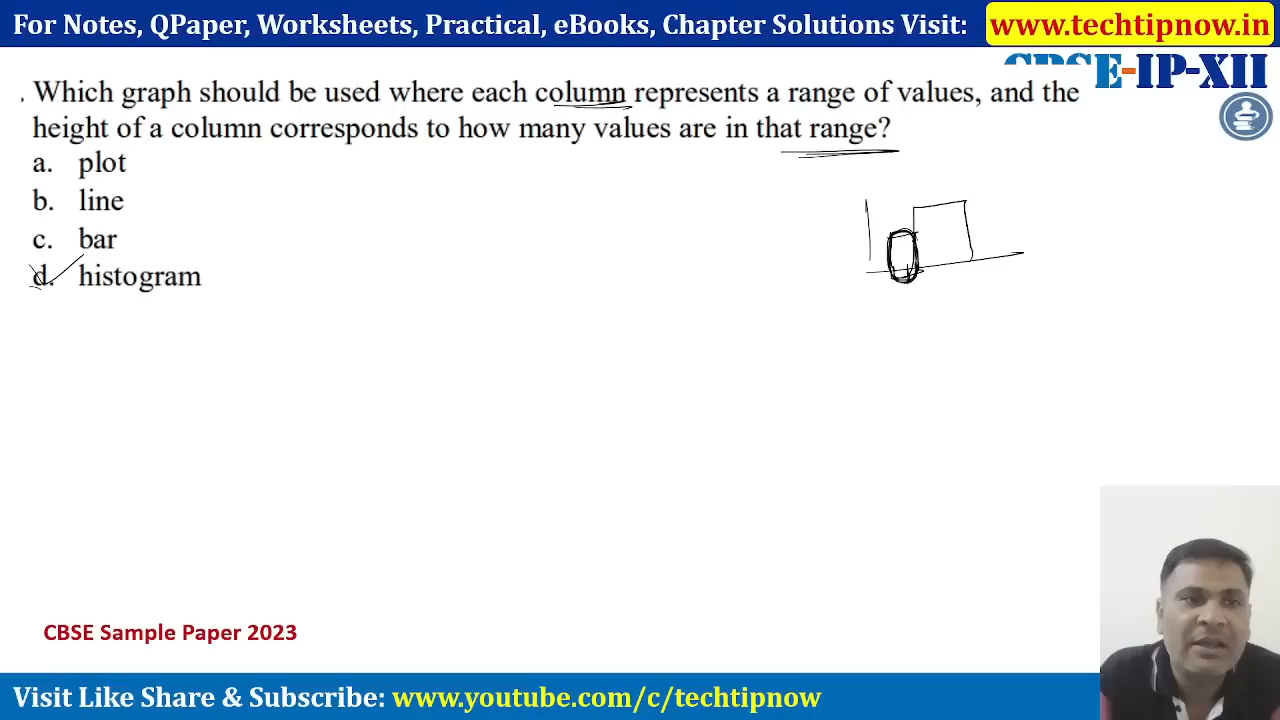 For Notes, QPaper, Worksheets, Practical, eBooks, Chapter Solutions Visit: www.techtipnow.in
CBSE-IP-XII
. Which graph should be used where each column represents a range of values, and the
height of a column corresponds to how many values are in that range?
a. plot
b. line
c. bar
d. histogram
CBSE Sample Paper 2023
Visit Like Share & Subscribe: www.youtube.com/c/techtipnow